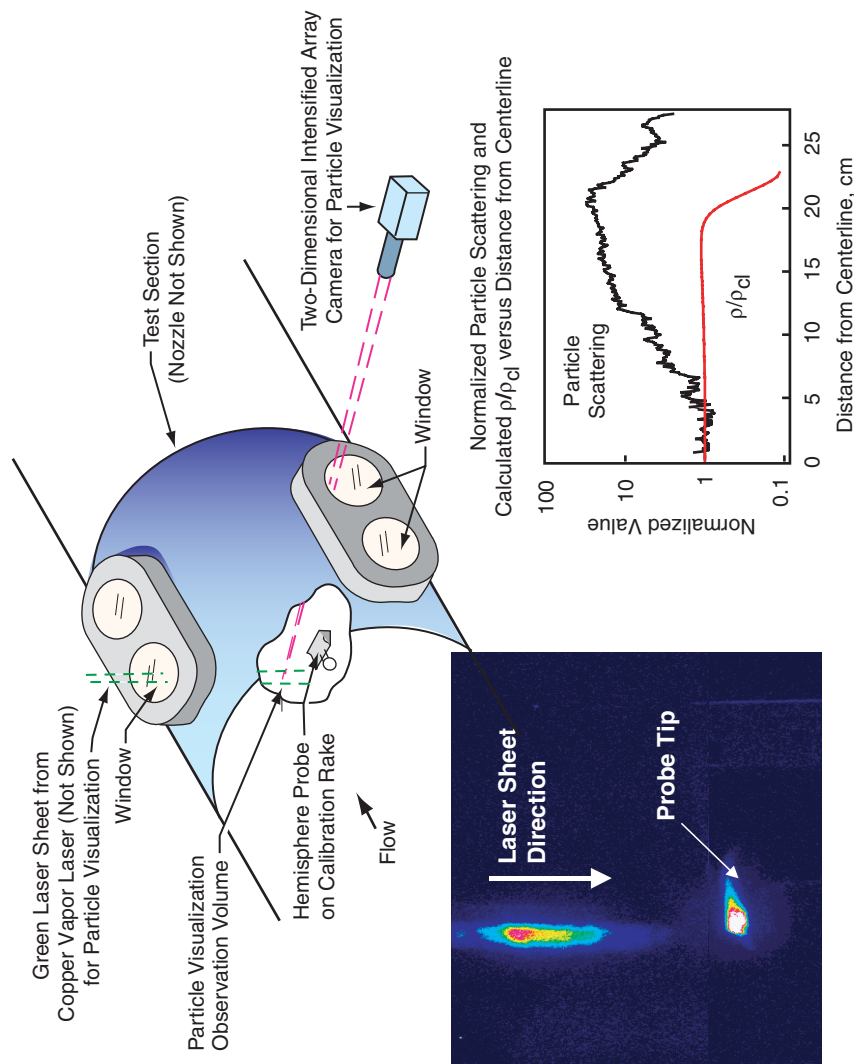 Green Laser Sheet from
Copper Vapor Laser (Not Shown)
for Particle Visualization
Window
Test Section
(Nozzle Not Shown)
Two-Dimensional Intensified Array
Camera for Particle Visualization
Particle Visualization
Observation Volume
Hemisphere Probe
on Calibration Rake
Flow
Window
Laser Sheet
Direction
Probe Tip
Normalized Particle Scattering and
Calculated ρ/ρcl versus Distance from Centerline
100
10
1
0.1
Normalized Value
Particle
Scattering
ρ/ρcl
0
5
10
15
20
25
Distance from Centerline, cm